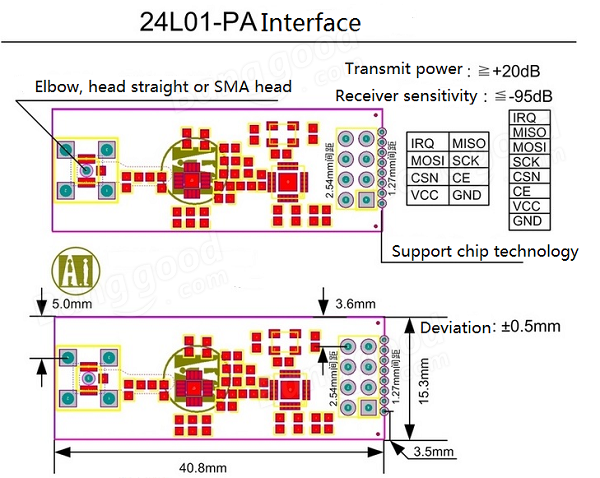 24L01-PA Interface
Transmit power : ≧+20dB
Elbow, head straight or SMA head
Receiver sensitivity : ≦-95dB
IRQ MISO
MOSI SCK
CSN CE
VCC GND
IRQ
MISO
MOSI
SCK
CSN
CE
VCC
GND
2.54mm间距
1.27mm间距
Support chip technology
AI
5.0mm
3.6mm
Deviation: ±0.5mm
2.54mm间距
1.27mm间距
15.3mm
40.8mm
3.5mm
banggood
.com